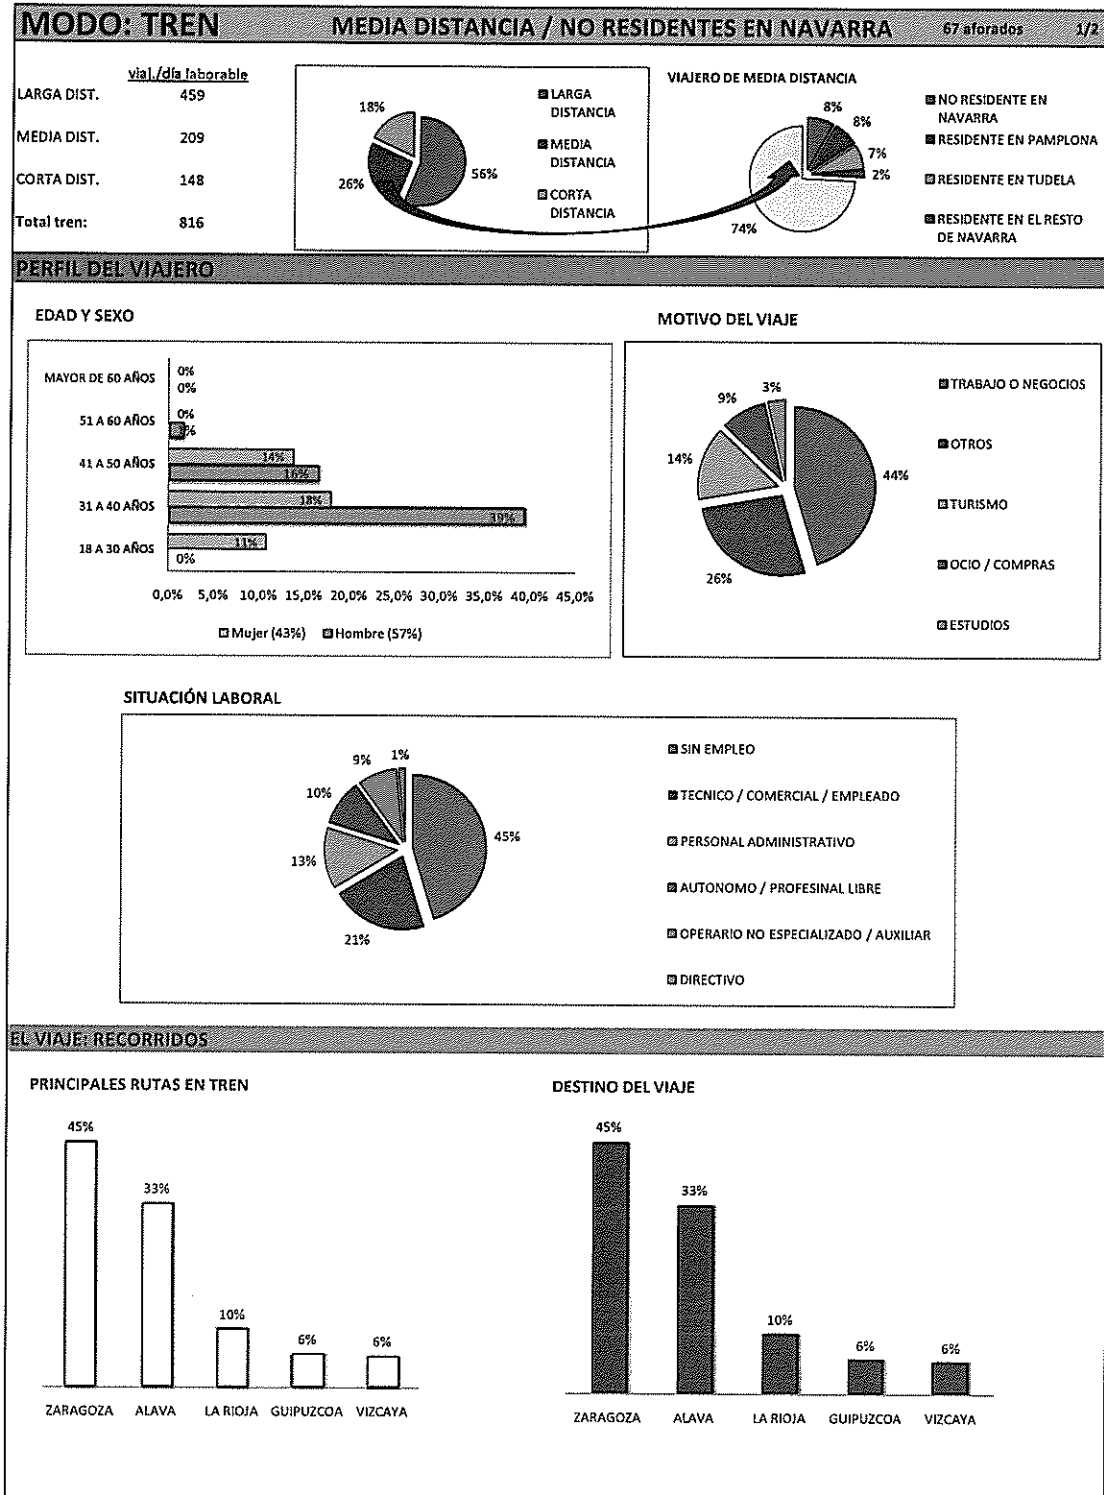 MODO: TREN MEDIA DISTANCIA / NO RESIDENTES EN NAVARRA 67 aforados 1/2
viaj./día laborable
LARGA DIST. 459
MEDIA DIST. 209
CORTA DIST. 148
Total tren: 816
18%
26%
56%
LARGA DISTANCIA
MEDIA DISTANCIA
CORTA DISTANCIA
VIAJERO DE MEDIA DISTANCIA
8%
8%
7%
2%
74%
NO RESIDENTE EN
NAVARRA
RESIDENTE EN PAMPLONA
RESIDENTE EN TUDELA
RESIDENTE EN EL RESTO
DE NAVARRA
PERFIL DEL VIAJERO
EDAD Y SEXO
MAYOR DE 60 AÑOS 0%
0%
51 A 60 AÑOS 0%
1%
41 A 50 AÑOS 14%
16%
31 A 40 AÑOS 18%
39%
18 A 30 AÑOS 11%
0%
0,0% 5,0% 10,0% 15,0% 20,0% 25,0% 30,0% 35,0% 40,0% 45,0%
Mujer (43%) Hombre (57%)
MOTIVO DEL VIAJE
3%
9%
14%
44%
26%
TRABAJO O NEGOCIOS
OTROS
TURISMO
OCIO / COMPRAS
ESTUDIOS
SITUACIÓN LABORAL
1%
9%
10%
13%
45%
21%
SIN EMPLEO
TECNICO / COMERCIAL / EMPLEADO
PERSONAL ADMINISTRATIVO
AUTONOMO / PROFESINAL LIBRE
OPERARIO NO ESPECIALIZADO / AUXILIAR
DIRECTIVO
EL VIAJE: RECORRIDOS
PRINCIPALES RUTAS EN TREN
45%
33%
10%
6%
6%
ZARAGOZA ALAVA LA RIOJA GUIPUZCOA VIZCAYA
DESTINO DEL VIAJE
45%
33%
10%
6%
6%
ZARAGOZA ALAVA LA RIOJA GUIPUZCOA VIZCAYA